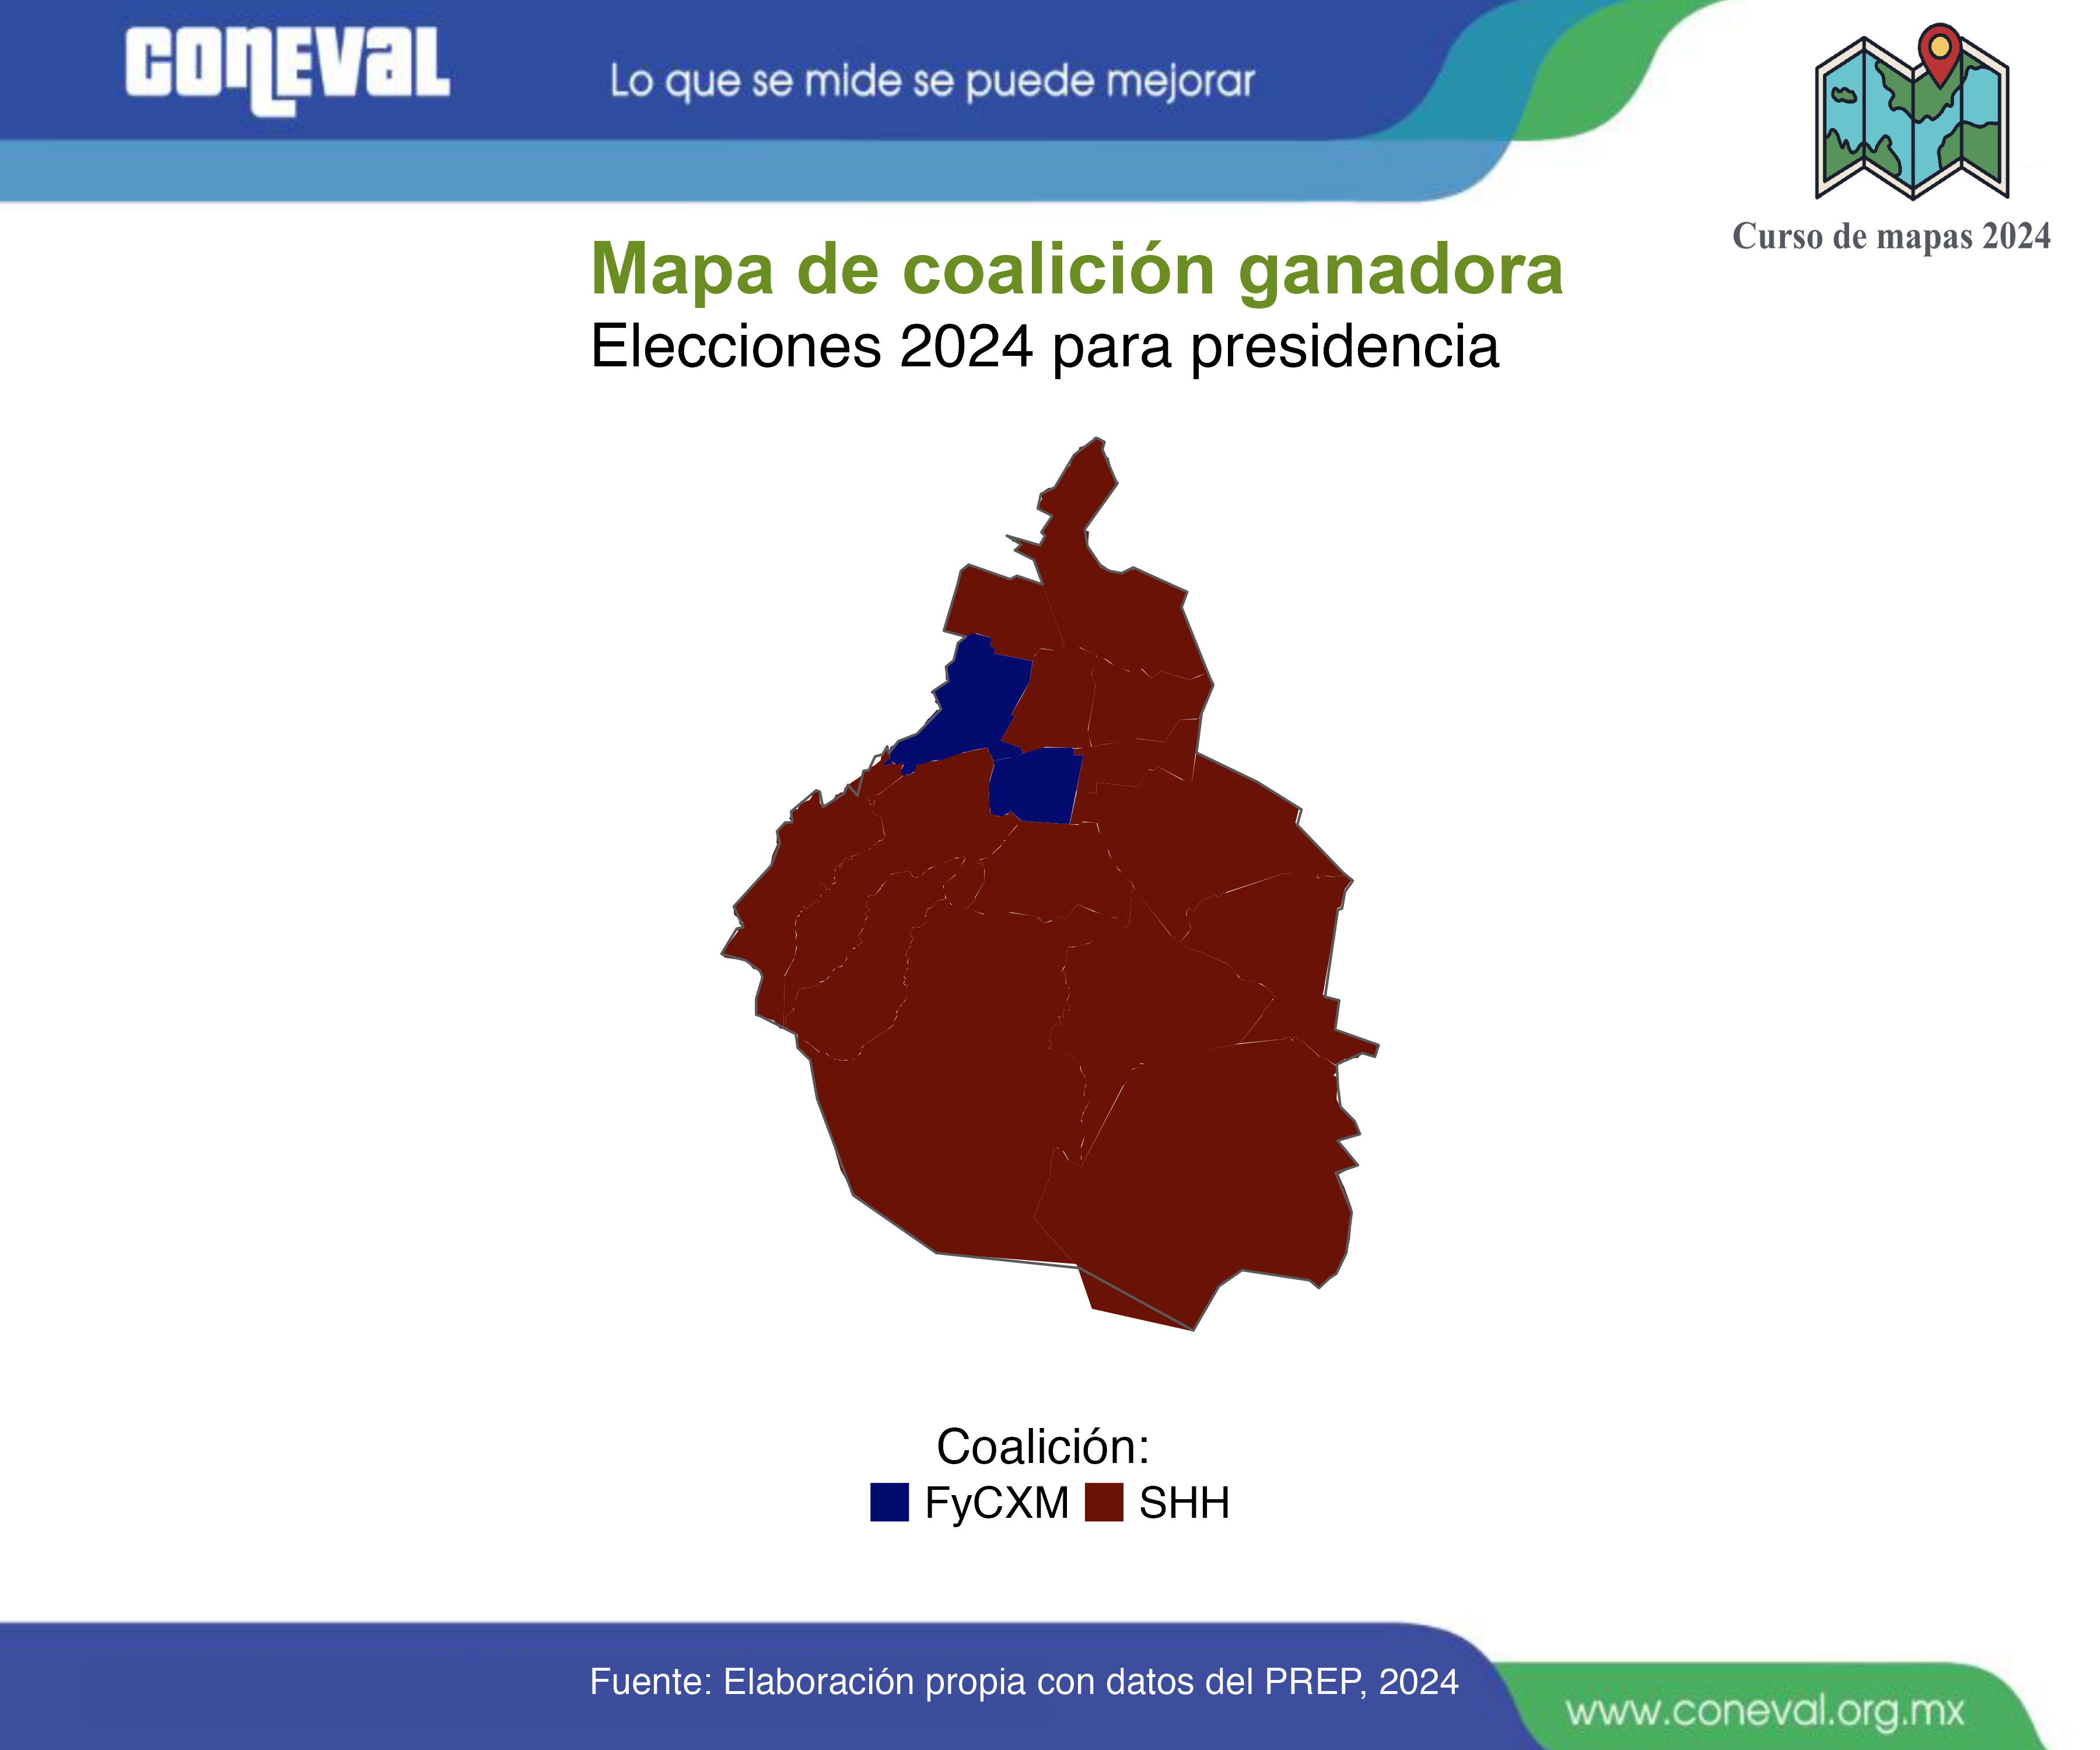 CONEVAL
Lo que se mide se puede mejorar
Curso de mapas 2024
Mapa de coalición ganadora
Elecciones 2024 para presidencia
Coalición:
FyCXM SHH
Fuente: Elaboración propia con datos del PREP, 2024
www.coneval.org.mx